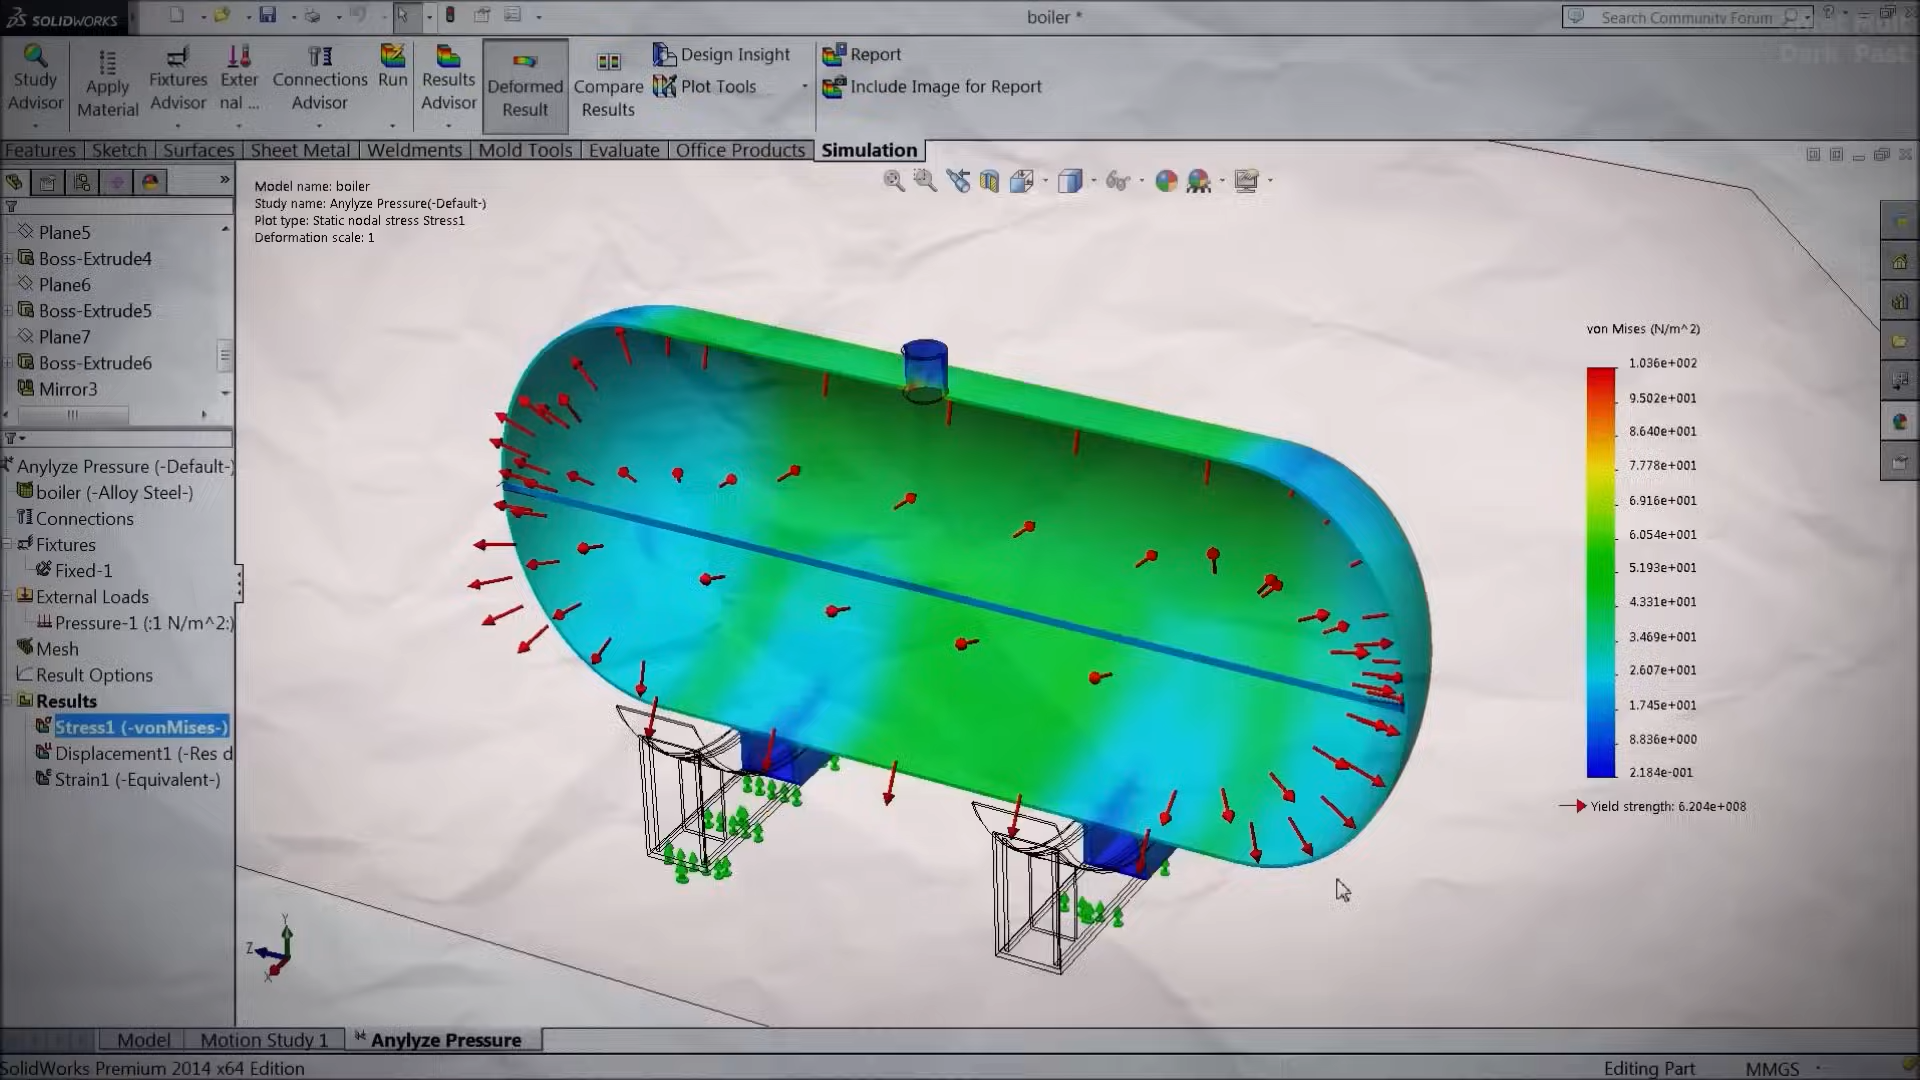 SOLIDWORKS
boiler *
Search Community Forum
Dark Past
Study Advisor
Apply Material
Fixtures Advisor
Exter nal ...
Connections Advisor
Run
Results Advisor
Deformed Result
Compare Results
Design Insight
Plot Tools
Report
Include Image for Report
Features
Sketch
Surfaces
Sheet Metal
Weldments
Mold Tools
Evaluate
Office Products
Simulation
Model name: boiler
Study name: Anylyze Pressure(-Default-)
Plot type: Static nodal stress Stress1
Deformation scale: 1
Plane5
Boss-Extrude4
Plane6
Boss-Extrude5
Plane7
Boss-Extrude6
Mirror3
Anylyze Pressure (-Default-)
boiler (-Alloy Steel-)
Connections
Fixtures
Fixed-1
External Loads
Pressure-1 (:1 N/m^2:)
Mesh
Result Options
Results
Stress1 (-vonMises-)
Displacement1 (-Res d
Strain1 (-Equivalent-)
von Mises (N/m^2)
1.036e+002
9.502e+001
8.640e+001
7.778e+001
6.916e+001
6.054e+001
5.193e+001
4.331e+001
3.469e+001
2.607e+001
1.745e+001
8.836e+000
2.184e-001
Yield strength: 6.204e+008
Y
Z
X
Model
Motion Study 1
Anylyze Pressure
SolidWorks Premium 2014 x64 Edition
Editing Part
MMGS